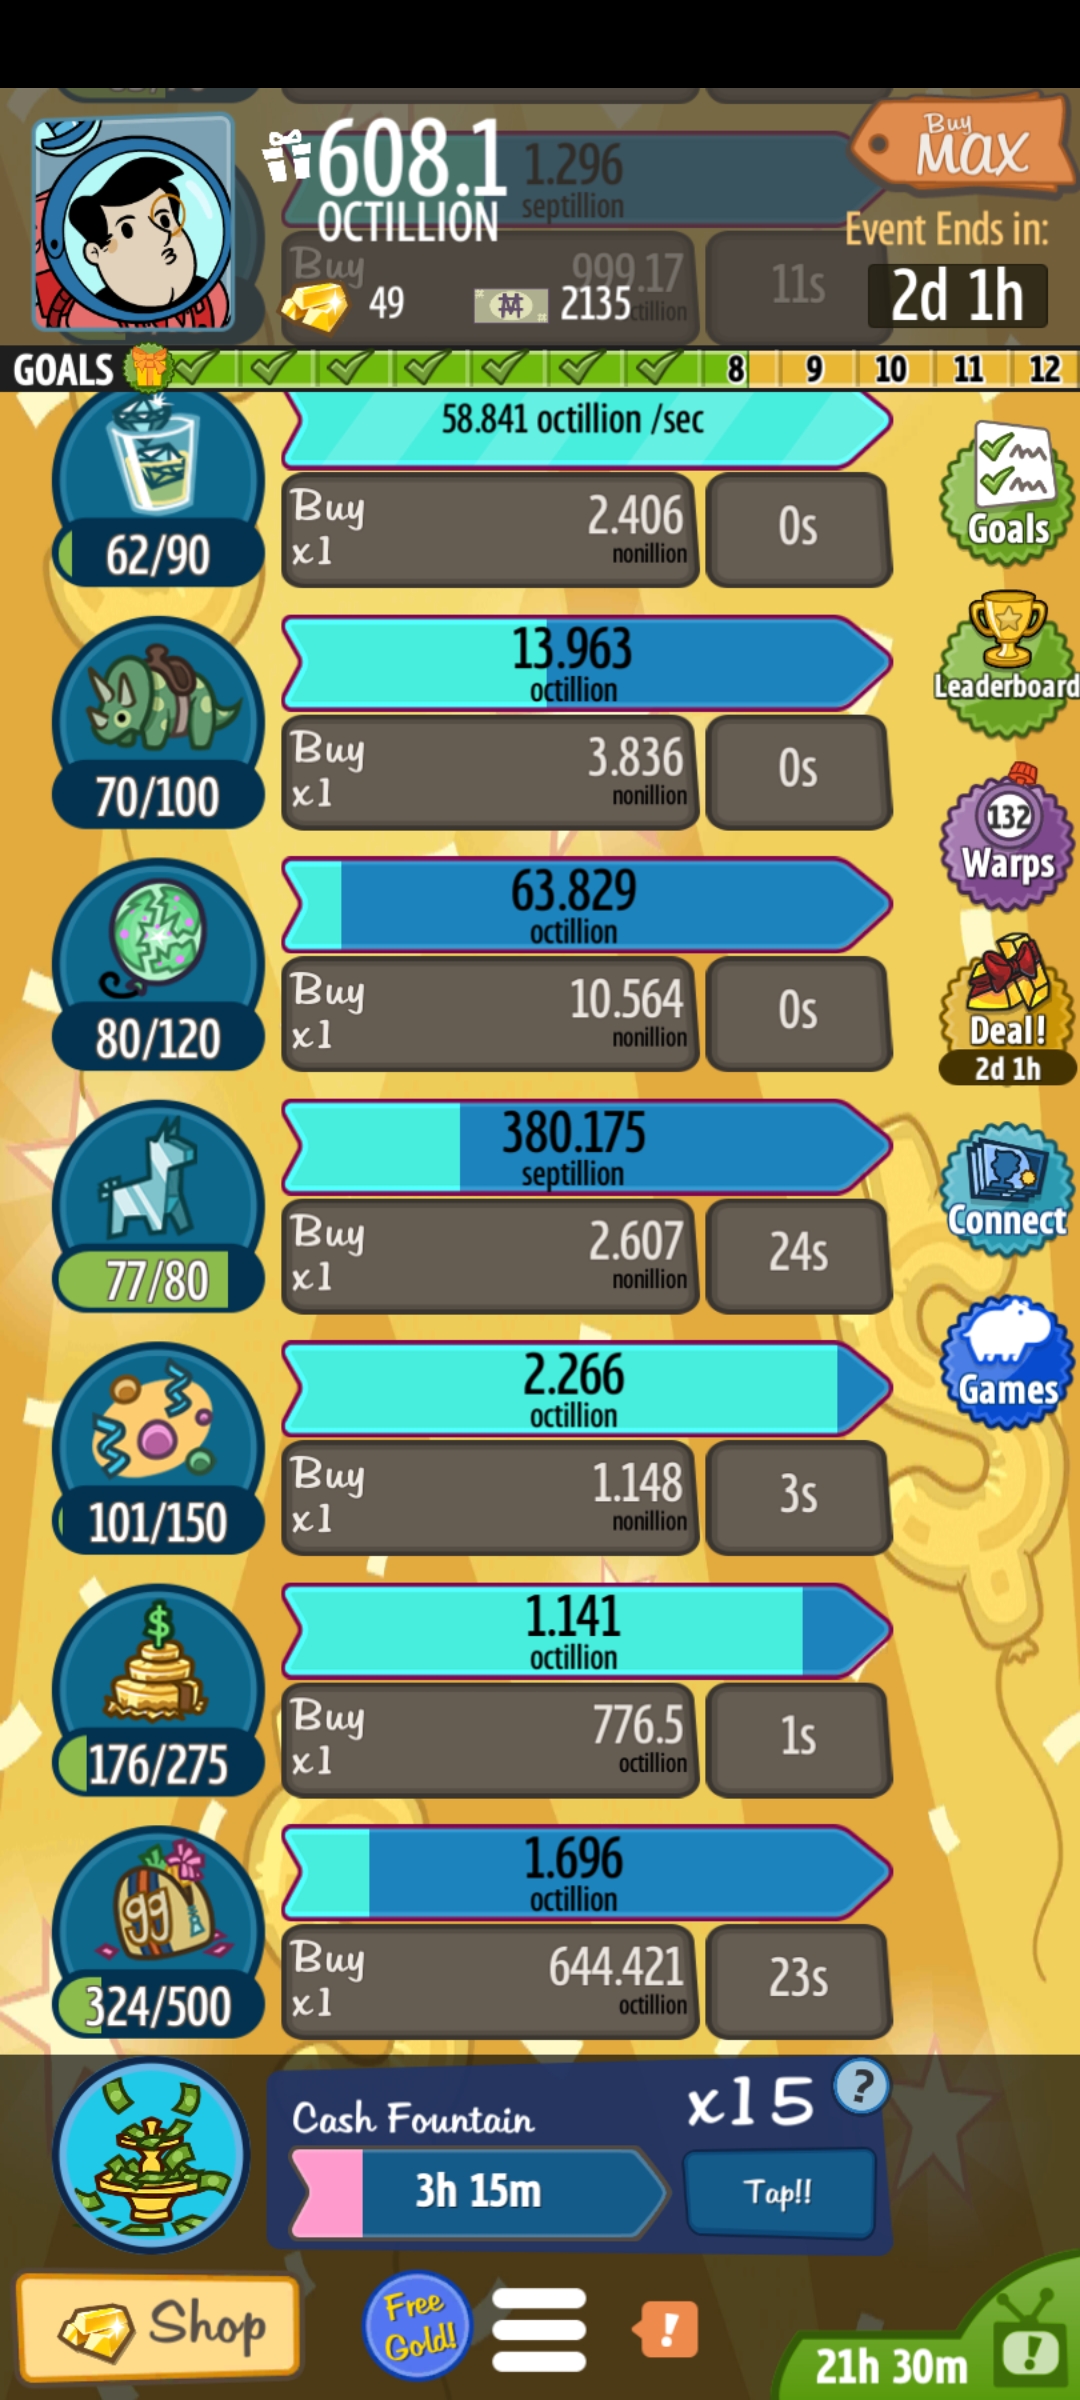 608.1
OCTILLION
1.296
septillion
Buy
MAX
Event Ends in:
2d 1h
Buy
999.17
11s
49
2135
GOALS
8
9
10
11
12
58.841 octillion /sec
Buy
x1
2.406
nonillion
0s
62/90
Goals
13.963
octillion
Buy
x1
3.836
nonillion
0s
70/100
Leaderboard
132
Warps
63.829
octillion
Buy
x1
10.564
nonillion
0s
80/120
Deal!
2d 1h
380.175
septillion
Buy
x1
2.607
nonillion
24s
77/80
Connect
2.266
octillion
Buy
x1
1.148
nonillion
3s
101/150
Games
1.141
octillion
Buy
x1
776.5
octillion
1s
$
176/275
1.696
octillion
Buy
x1
644.421
octillion
23s
99
324/500
Cash Fountain
x15
?
3h 15m
Tap!!
Shop
Free
Gold!
!
21h 30m
!